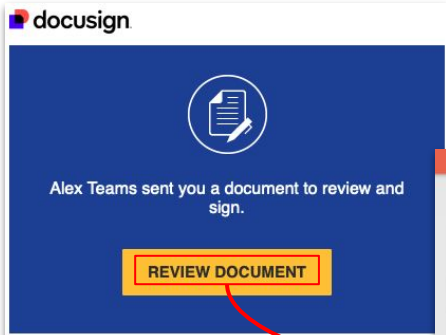 docusign
Alex Teams sent you a document to review and
sign.
REVIEW DOCUMENT